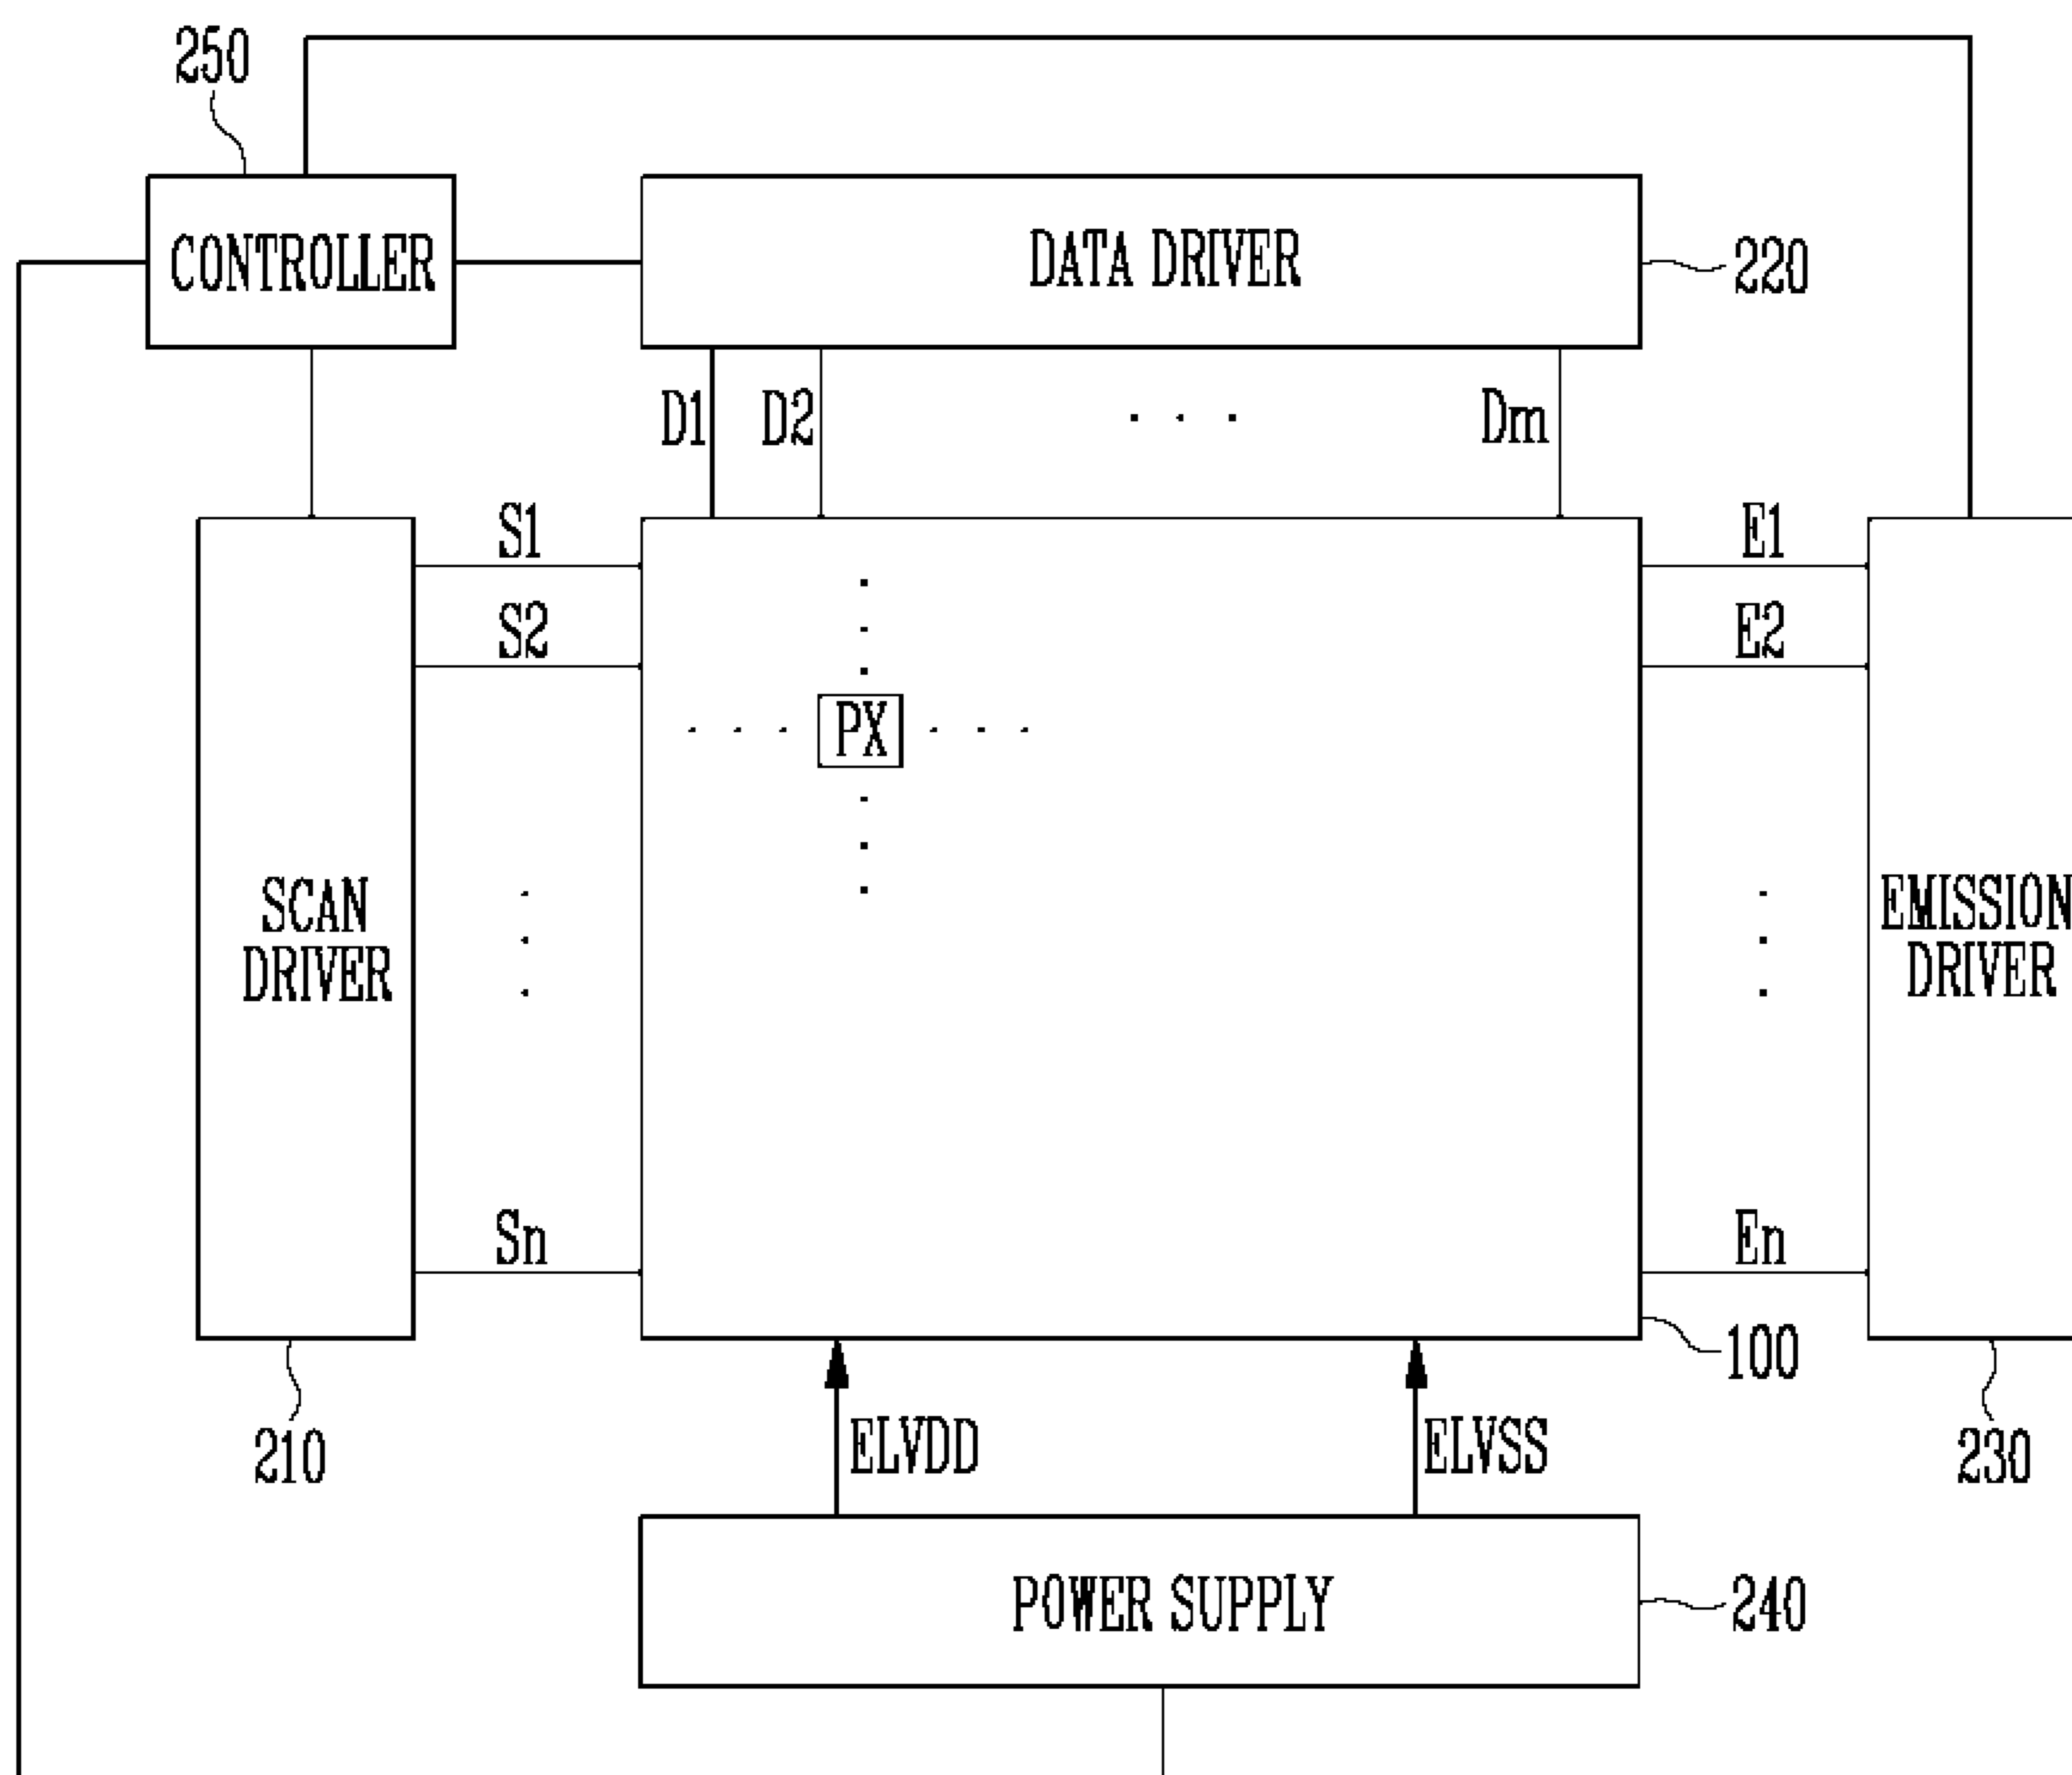 250
CONTROLLER
DATA DRIVER
220
D1
D2
Dm
S1
E1
S2
E2
PX
SCAN
DRIVER
EMISSION
DRIVER
Sn
En
100
210
ELVDD
ELVSS
230
POWER SUPPLY
240